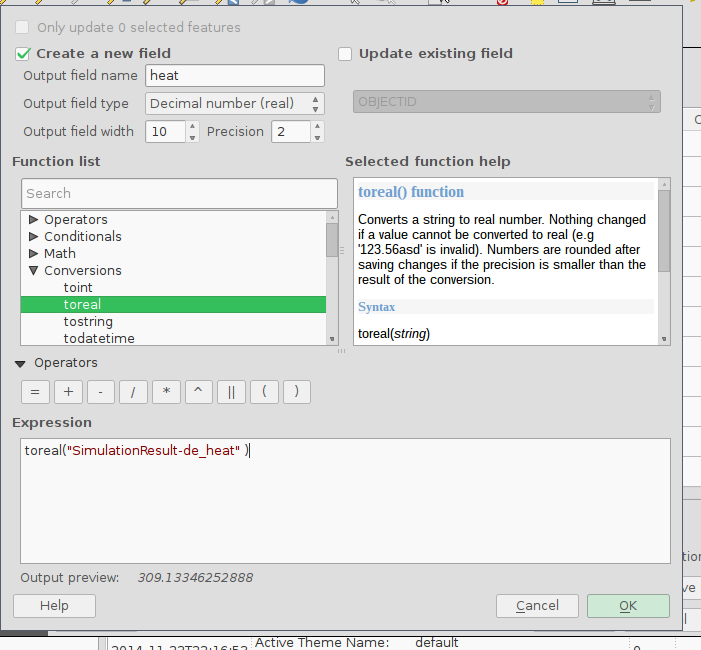 Only update 0 selected features
Create a new field
Update existing field
Output field name heat
Output field type Decimal number (real)
OBJECTID
Output field width 10 Precision 2
Function list
Selected function help
Search
Operators
Conditionals
Math
Conversions
toint
toreal
tostring
todatetime
toreal() function
Converts a string to real number. Nothing changed
if a value cannot be converted to real (e.g
'123.56asd' is invalid). Numbers are rounded after
saving changes if the precision is smaller than the
result of the conversion.
Syntax
toreal(string)
Operators
= + - / * ^ || ( )
Expression
toreal("SimulationResult-de_heat" )
Output preview: 309.13346252888
Help
Cancel
OK
Active Theme Name: default